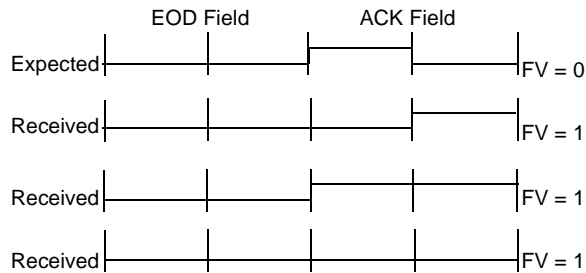 EOD Field ACK Field
Expected FV = 0
Received FV = 1
Received FV = 1
Received FV = 1